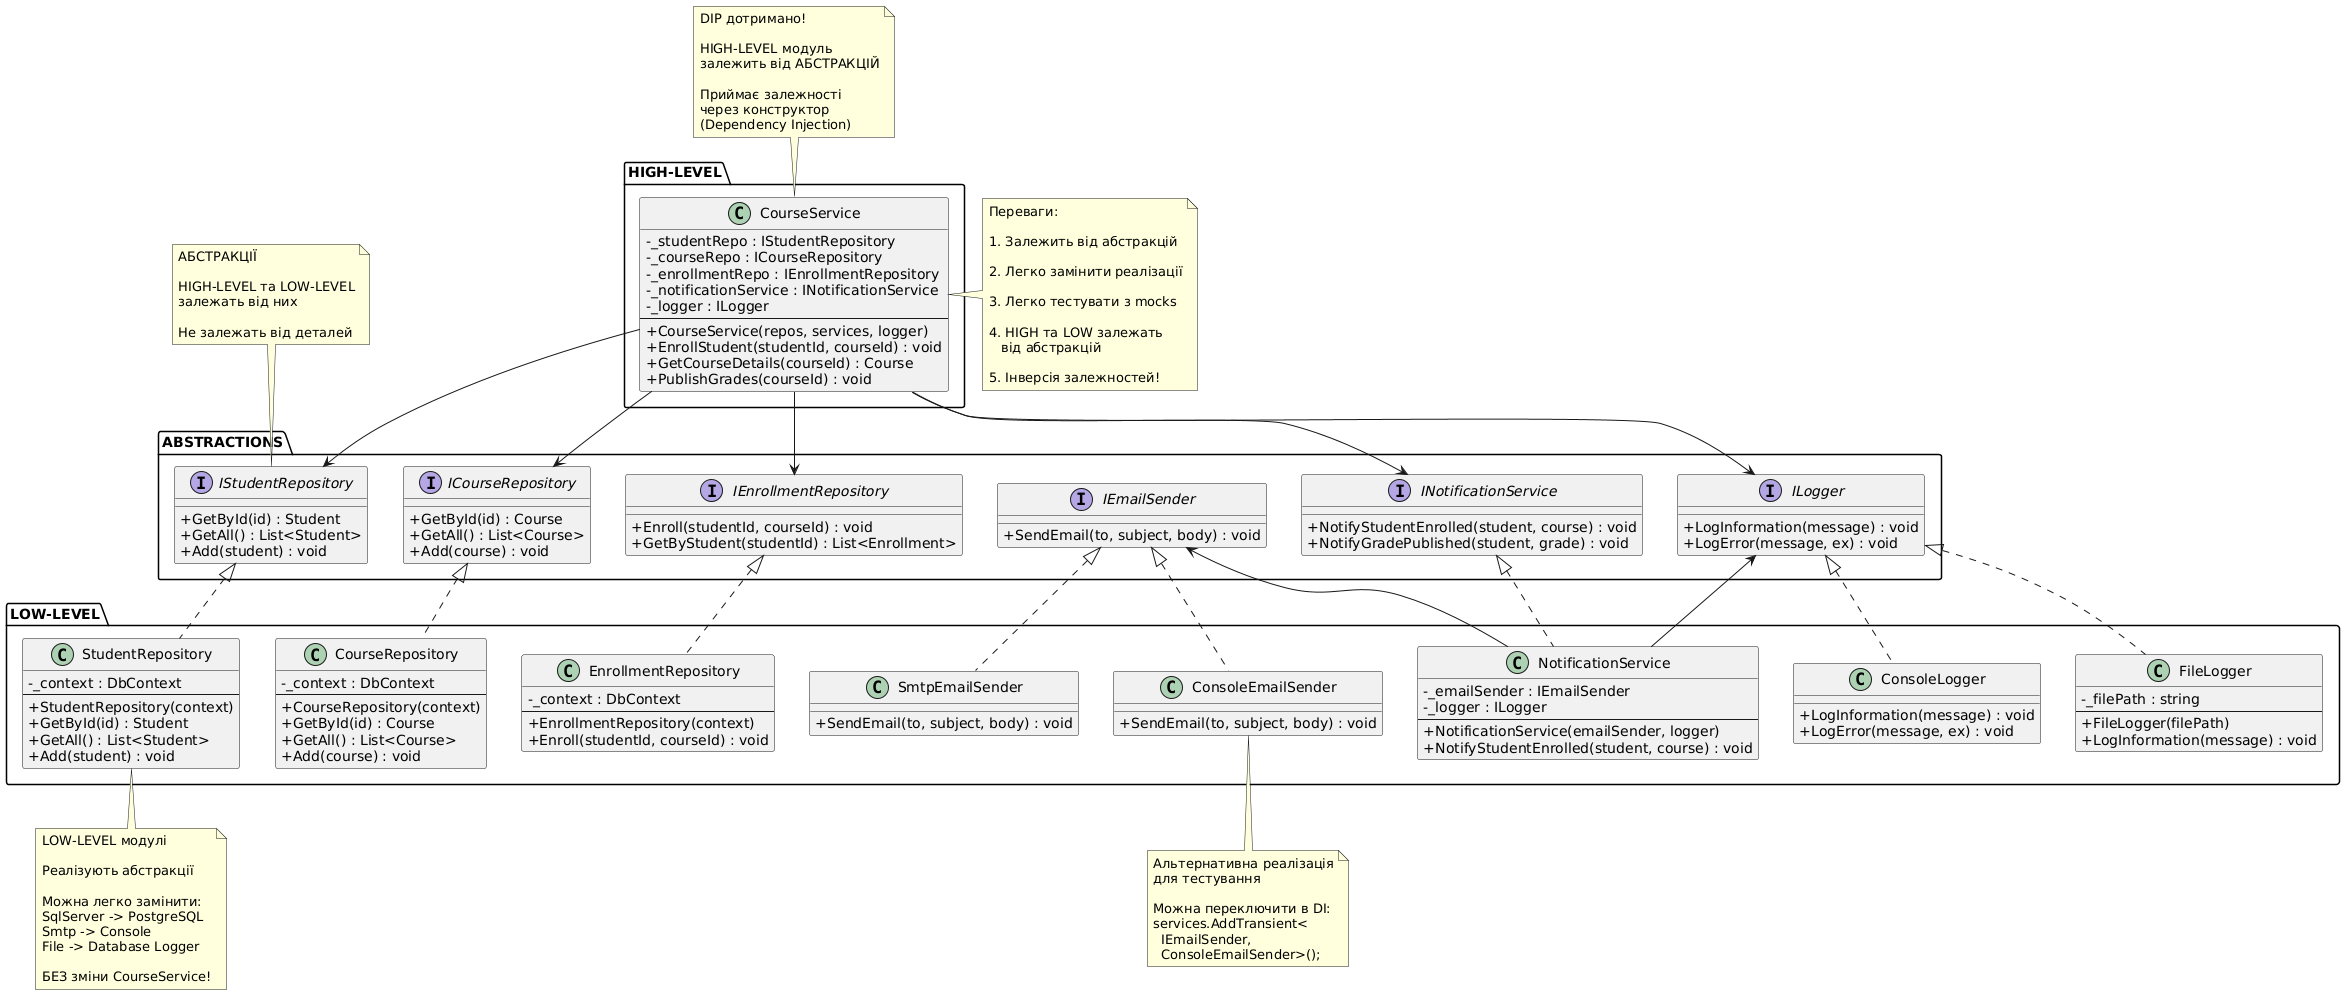 DIP дотримано!
HIGH-LEVEL модуль
залежить від АБСТРАКЦІЙ
Приймає залежності
через конструктор
(Dependency Injection)
HIGH-LEVEL
C CourseService
-_studentRepo : IStudentRepository
-_courseRepo : ICourseRepository
-_enrollmentRepo : IEnrollmentRepository
-_notificationService : INotificationService
-_logger : ILogger
+CourseService(repos, services, logger)
+EnrollStudent(studentId, courseId) : void
+GetCourseDetails(courseId) : Course
+PublishGrades(courseId) : void
Переваги:
1. Залежить від абстракцій
2. Легко замінити реалізації
3. Легко тестувати з mocks
4. HIGH та LOW залежать
від абстракцій
5. Інверсія залежностей!
АБСТРАКЦІЇ
HIGH-LEVEL та LOW-LEVEL
залежать від них
Не залежать від деталей
ABSTRACTIONS
I IStudentRepository
+GetById(id) : Student
+GetAll() : List<Student>
+Add(student) : void
I ICourseRepository
+GetById(id) : Course
+GetAll() : List<Course>
+Add(course) : void
I IEnrollmentRepository
+Enroll(studentId, courseId) : void
+GetByStudent(studentId) : List<Enrollment>
I IEmailSender
+SendEmail(to, subject, body) : void
I INotificationService
+NotifyStudentEnrolled(student, course) : void
+NotifyGradePublished(student, grade) : void
I ILogger
+LogInformation(message) : void
+LogError(message, ex) : void
LOW-LEVEL
C StudentRepository
-_context : DbContext
+StudentRepository(context)
+GetById(id) : Student
+GetAll() : List<Student>
+Add(student) : void
C CourseRepository
-_context : DbContext
+CourseRepository(context)
+GetById(id) : Course
+GetAll() : List<Course>
+Add(course) : void
C EnrollmentRepository
-_context : DbContext
+EnrollmentRepository(context)
+Enroll(studentId, courseId) : void
C SmtpEmailSender
+SendEmail(to, subject, body) : void
C ConsoleEmailSender
+SendEmail(to, subject, body) : void
C NotificationService
-_emailSender : IEmailSender
-_logger : ILogger
+NotificationService(emailSender, logger)
+NotifyStudentEnrolled(student, course) : void
C ConsoleLogger
+LogInformation(message) : void
+LogError(message, ex) : void
C FileLogger
-_filePath : string
+FileLogger(filePath)
+LogInformation(message) : void
LOW-LEVEL модулі
Реалізують абстракції
Можна легко замінити:
SqlServer -> PostgreSQL
Smtp -> Console
File -> Database Logger
БЕЗ зміни CourseService!
Альтернативна реалізація
для тестування
Можна переключити в DI:
services.AddTransient<
IEmailSender,
ConsoleEmailSender>();